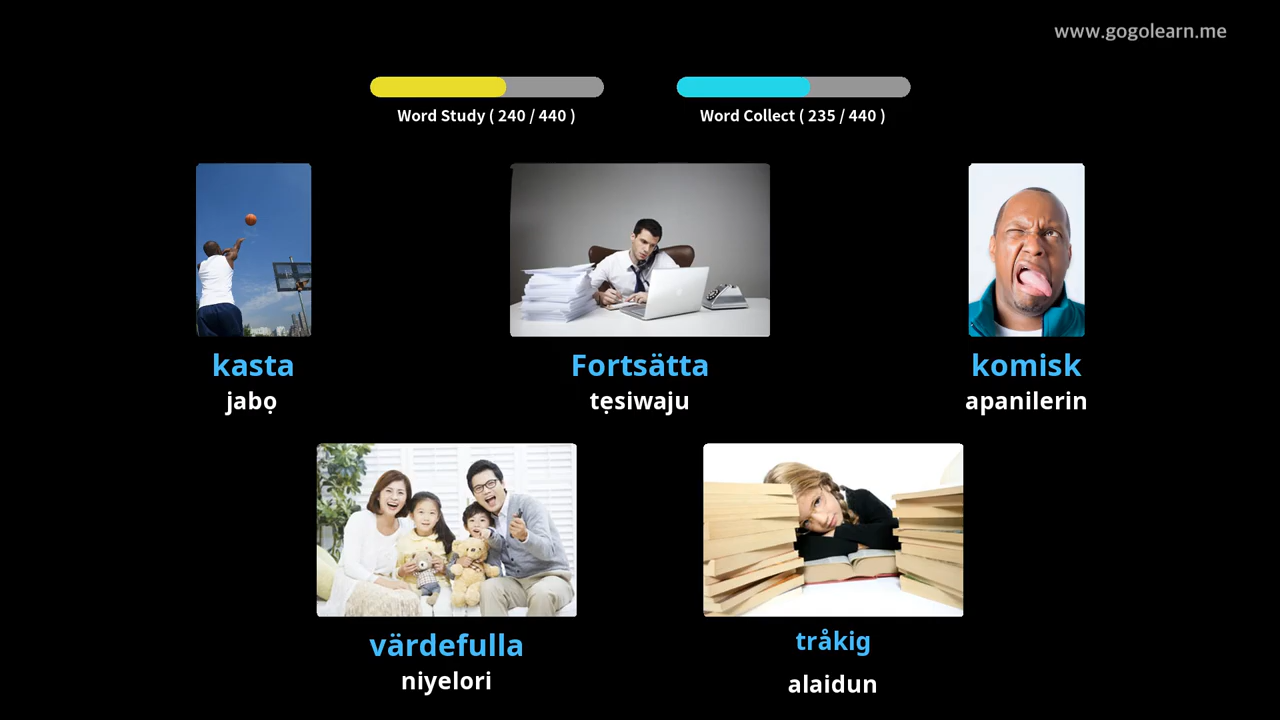 www.gogolearn.me
Word Study ( 240 / 440 )
Word Collect ( 235 / 440 )
kasta
jabọ
Fortsätta
tẹsiwaju
komisk
apanilerin
värdefulla
niyelori
tråkig
alaidun